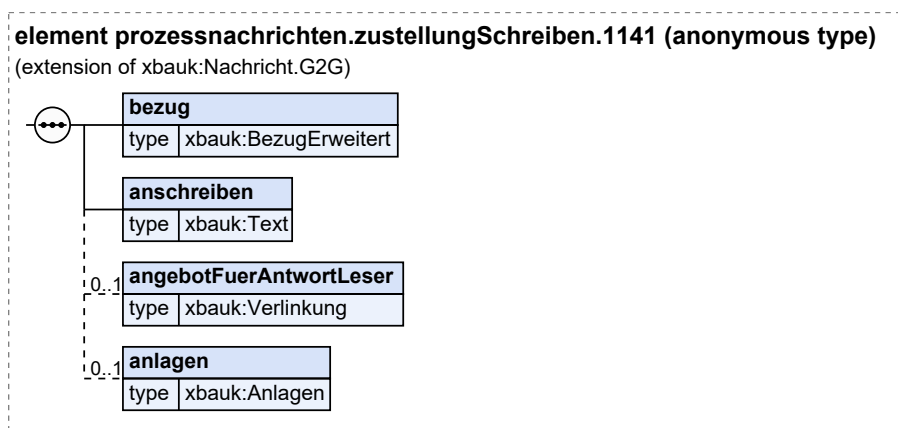 element prozessnachrichten.zustellungSchreiben.1141 (anonymous type)
(extension of xbauk:Nachricht.G2G)
bezug
type xbauk:BezugErweitert
anschreiben
type xbauk:Text
0..1 angebotFuerAntwortLeser
type xbauk:Verlinkung
0..1 anlagen
type xbauk:Anlagen